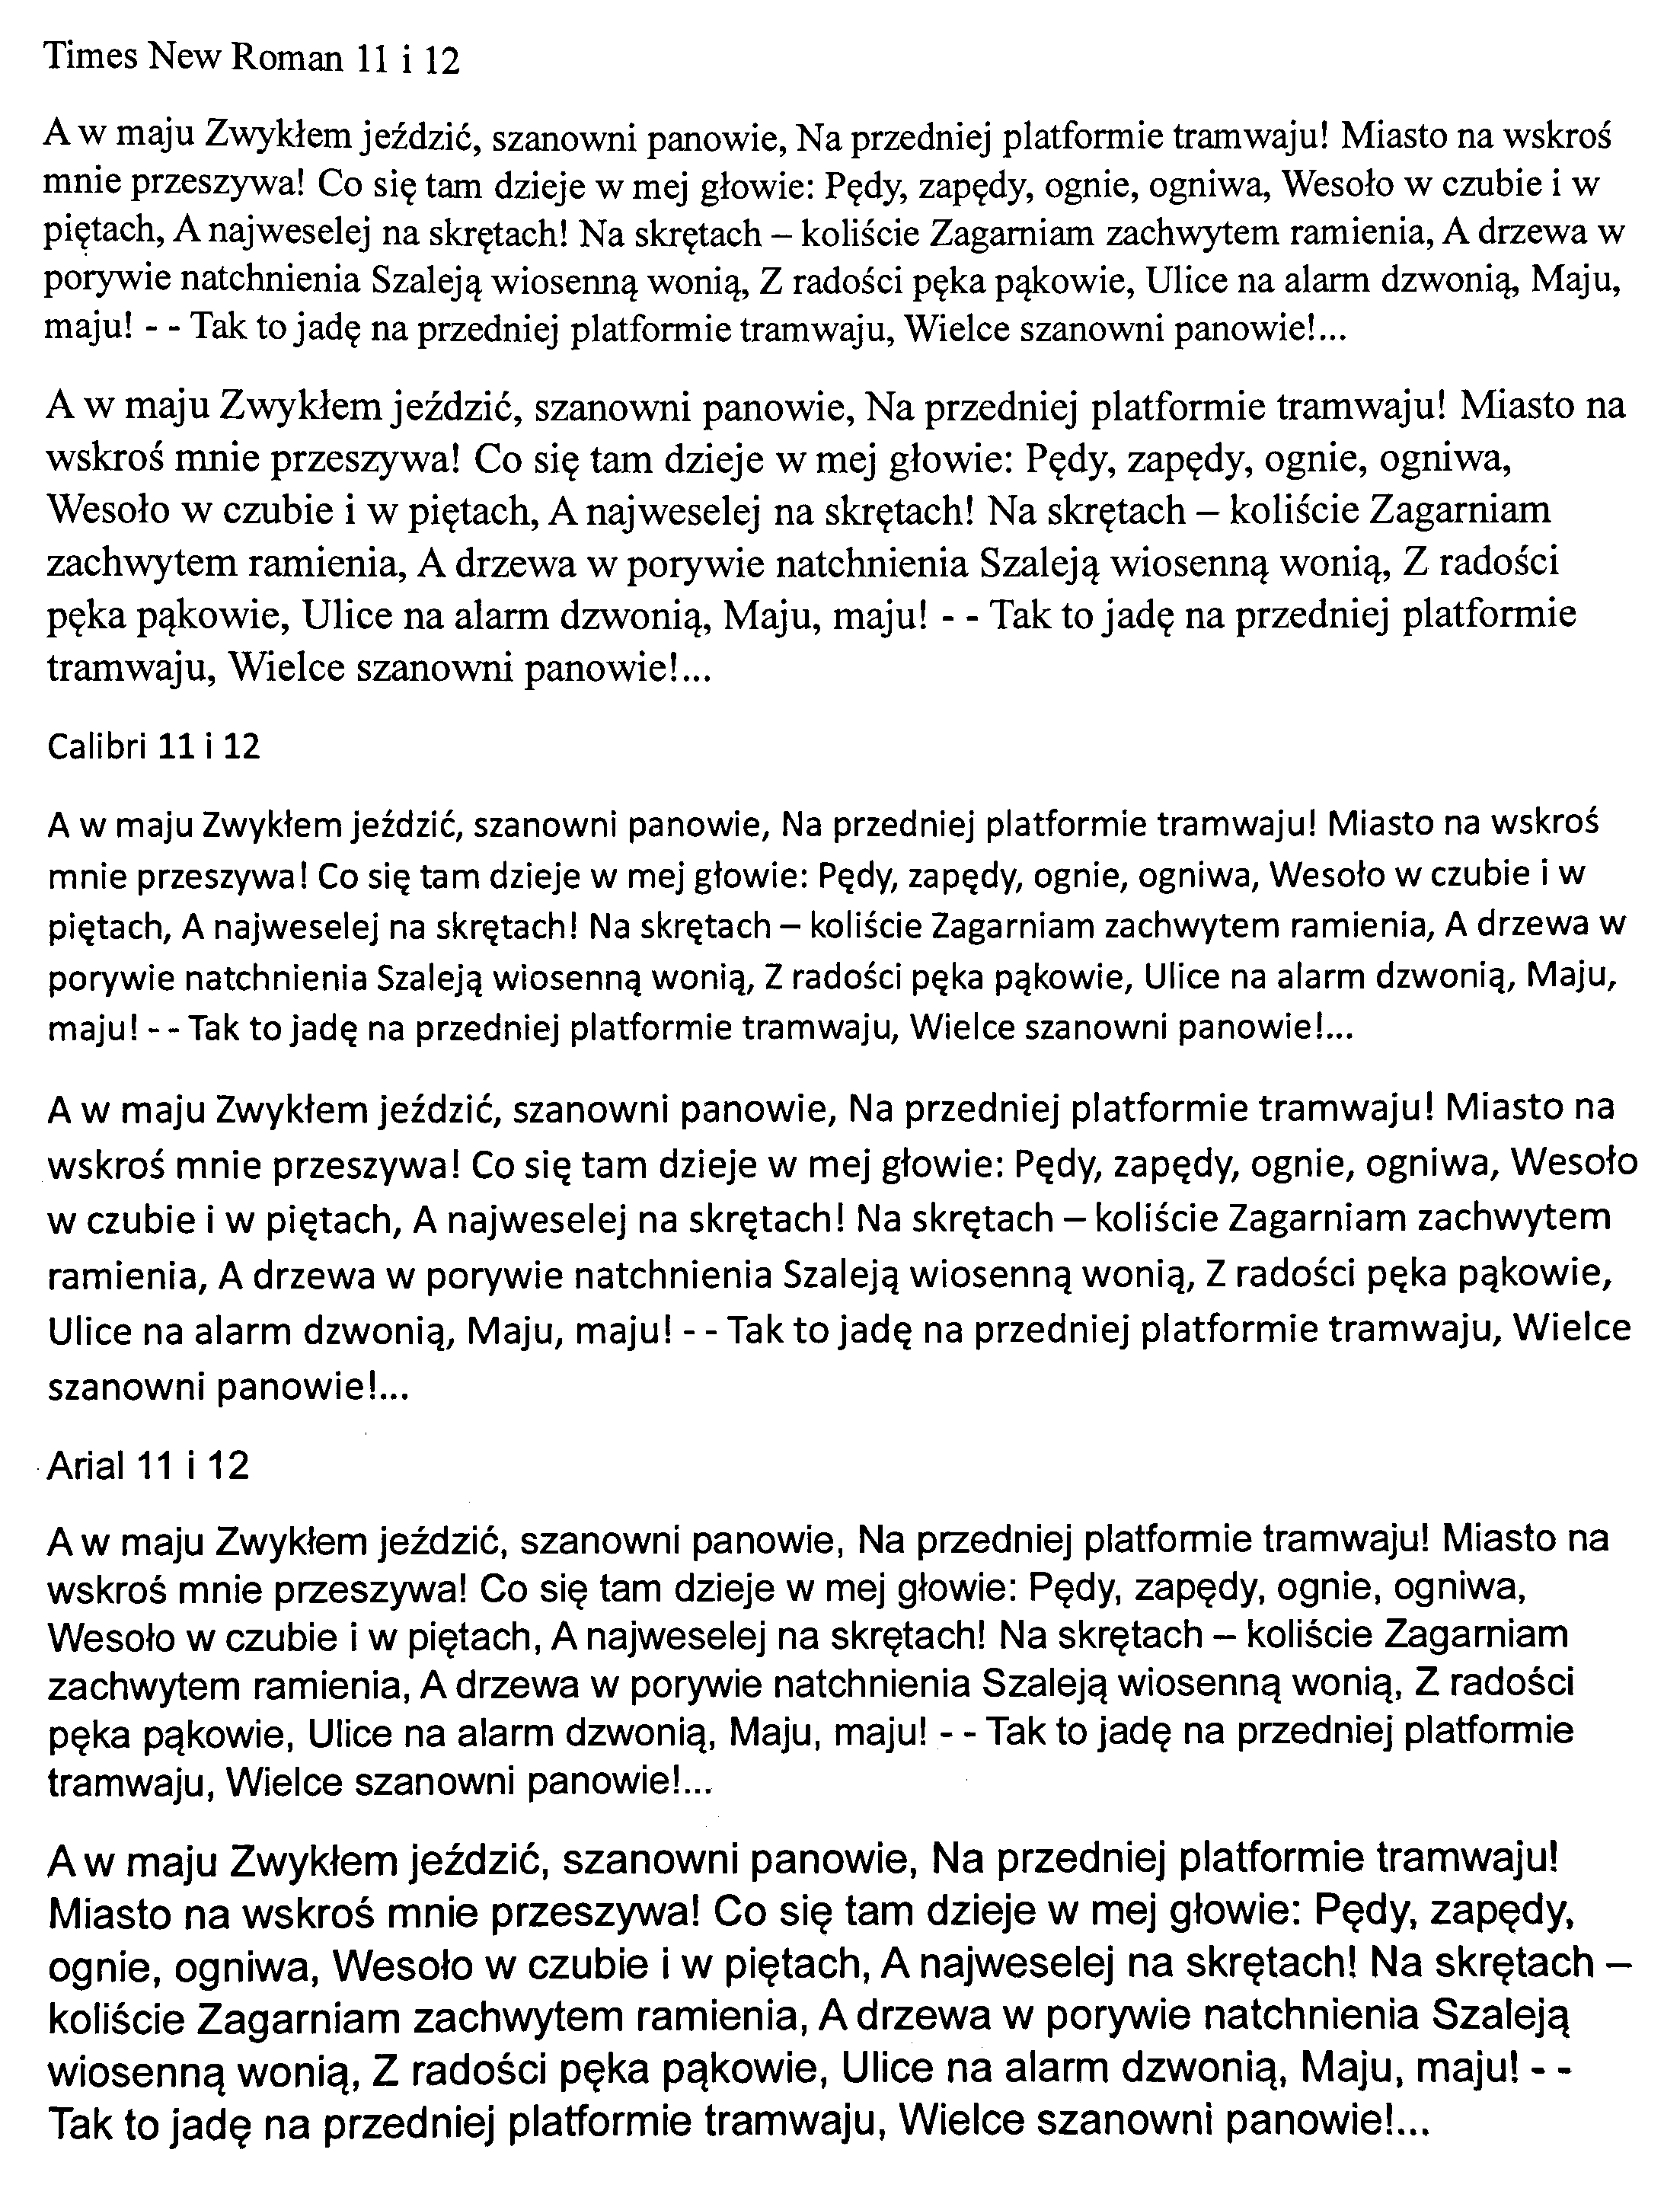 Times New Roman 11 i 12
A w maju Zwykłem jeździć, szanowni panowie, Na przedniej platformie tramwaju! Miasto na wskroś
mnie przeszywa! Co się tam dzieje w mej głowie: Pędy, zapędy, ognie, ogniwa, Wesoło w czubie i w
piętach, A najweselej na skrętach! Na skrętach – koliście Zagarniam zachwytem ramienia, A drzewa w
porywie natchnienia Szaleją wiosenną wonią, Z radości pęka pąkowie, Ulice na alarm dzwonią, Maju,
maju! - - Tak to jadę na przedniej platformie tramwaju, Wielce szanowni panowie!...
A w maju Zwykłem jeździć, szanowni panowie, Na przedniej platformie tramwaju! Miasto na
wskroś mnie przeszywa! Co się tam dzieje w mej głowie: Pędy, zapędy, ognie, ogniwa,
Wesoło w czubie i w piętach, A najweselej na skrętach! Na skrętach – koliście Zagarniam
zachwytem ramienia, A drzewa w porywie natchnienia Szaleją wiosenną wonią, Z radości
pęka pąkowie, Ulice na alarm dzwonią, Maju, maju! - - Tak to jadę na przedniej platformie
tramwaju, Wielce szanowni panowie!...
Calibri 11 i 12
A w maju Zwykłem jeździć, szanowni panowie, Na przedniej platformie tramwaju! Miasto na wskroś
mnie przeszywa! Co się tam dzieje w mej głowie: Pędy, zapędy, ognie, ogniwa, Wesoło w czubie i w
piętach, A najweselej na skrętach! Na skrętach – koliście Zagarniam zachwytem ramienia, A drzewa w
porywie natchnienia Szaleją wiosenną wonią, Z radości pęka pąkowie, Ulice na alarm dzwonią, Maju,
maju! - - Tak to jadę na przedniej platformie tramwaju, Wielce szanowni panowie!...
A w maju Zwykłem jeździć, szanowni panowie, Na przedniej platformie tramwaju! Miasto na
wskroś mnie przeszywa! Co się tam dzieje w mej głowie: Pędy, zapędy, ognie, ogniwa, Wesoło
w czubie i w piętach, A najweselej na skrętach! Na skrętach – koliście Zagarniam zachwytem
ramienia, A drzewa w porywie natchnienia Szaleją wiosenną wonią, Z radości pęka pąkowie,
Ulice na alarm dzwonią, Maju, maju! - - Tak to jadę na przedniej platformie tramwaju, Wielce
szanowni panowie!...
Arial 11 i 12
A w maju Zwykłem jeździć, szanowni panowie, Na przedniej platformie tramwaju! Miasto na
wskroś mnie przeszywa! Co się tam dzieje w mej głowie: Pędy, zapędy, ognie, ogniwa,
Wesoło w czubie i w piętach, A najweselej na skrętach! Na skrętach – koliście Zagarniam
zachwytem ramienia, A drzewa w porywie natchnienia Szaleją wiosenną wonią, Z radości
pęka pąkowie, Ulice na alarm dzwonią, Maju, maju! - - Tak to jadę na przedniej platformie
tramwaju, Wielce szanowni panowie!...
A w maju Zwykłem jeździć, szanowni panowie, Na przedniej platformie tramwaju!
Miasto na wskroś mnie przeszywa! Co się tam dzieje w mej głowie: Pędy, zapędy,
ognie, ogniwa, Wesoło w czubie i w piętach, A najweselej na skrętach! Na skrętach –
koliście Zagarniam zachwytem ramienia, A drzewa w porywie natchnienia Szaleją
wiosenną wonią, Z radości pęka pąkowie, Ulice na alarm dzwonią, Maju, maju! - -
Tak to jadę na przedniej platformie tramwaju, Wielce szanowni panowie!...